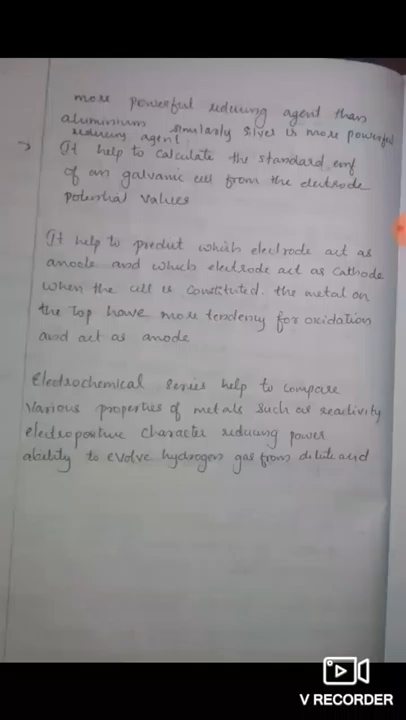 more powerful reducing agent than
aluminium similarly silver is more powerful
reducing agent
→ It help to calculate the standard emf
of an galvanic cell from the electrode
potential values
It help to predict which electrode act as
anode and which electrode act as cathode
when the cell is constituted. the metal on
the Top have more tendency for oxidation
and act as anode
Electrochemical series help to compare
various properties of metals such as reactivity
electropositive character reducing power
ability to evolve hydrogen gas from dilute acid
V RECORDER